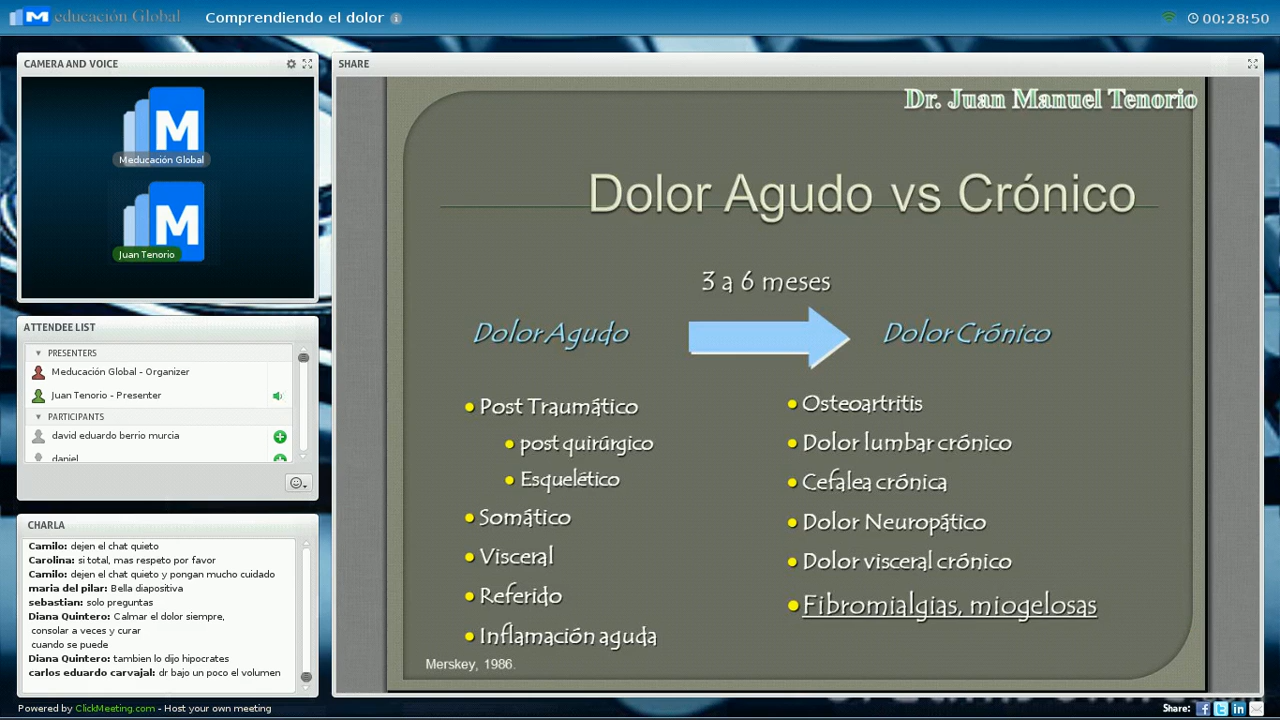 M educación Global
Comprendiendo el dolor
00:28:50
CAMERA AND VOICE
M
Meducación Global
M
Juan Tenorio
ATTENDEE LIST
PRESENTERS
Meducación Global - Organizer
Juan Tenorio - Presenter
PARTICIPANTS
david eduardo berrio murcia
daniel
CHARLA
Camilo: dejen el chat quieto
Carolina: si total, mas respeto por favor
Camilo: dejen el chat quieto y pongan mucho cuidado
maria del pilar: Bella diapositiva
sebastian: solo preguntas
Diana Quintero: Calmar el dolor siempre,
consolar a veces y curar
cuando se puede
Diana Quintero: tambien lo dijo hipocrates
carlos eduardo carvajal: dr bajo un poco el volumen
SHARE
Dr. Juan Manuel Tenorio
Dolor Agudo vs Crónico
3 a 6 meses
Dolor Agudo
Dolor Crónico
Post Traumático
post quirúrgico
Esquelético
Somático
Visceral
Referido
Inflamación aguda
Osteoartritis
Dolor lumbar crónico
Cefalea crónica
Dolor Neuropático
Dolor visceral crónico
Fibromialgias, miogelosas
Merskey, 1986.
Powered by ClickMeeting.com - Host your own meeting
Share: